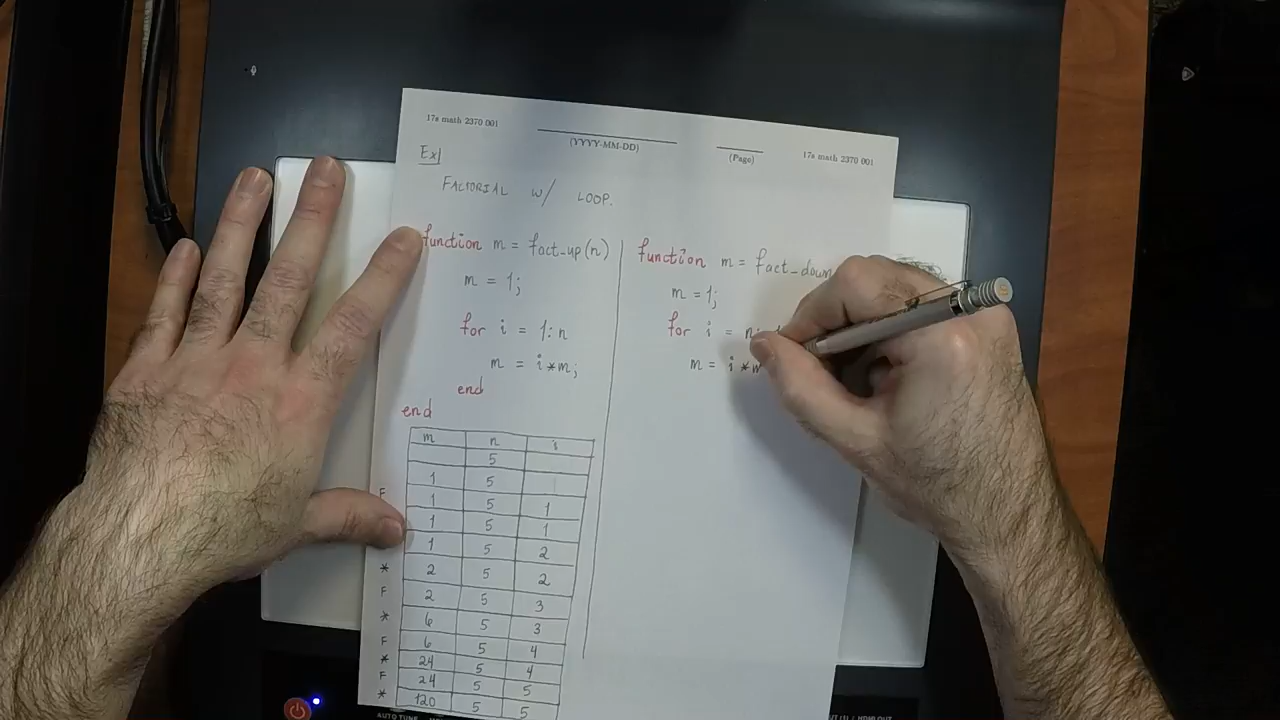 17s math 2370 001
(YYYY-MM-DD)
(Page)
17s math 2370 001
Ex
FACTORIAL W/ LOOP.
function m = fact_up(n)
m = 1;
for i = 1:n
m = i*m;
end
end
m n i
5
1 5
F 1 5 1
1 5 1
1 5 2
* 2 5 2
F 2 5 3
* 6 5 3
F 6 5 4
* 24 5 4
F 24 5 5
* 120 5 5
function m = fact_down
m = 1;
for i = n:
m = i*m
AUTO TUNE